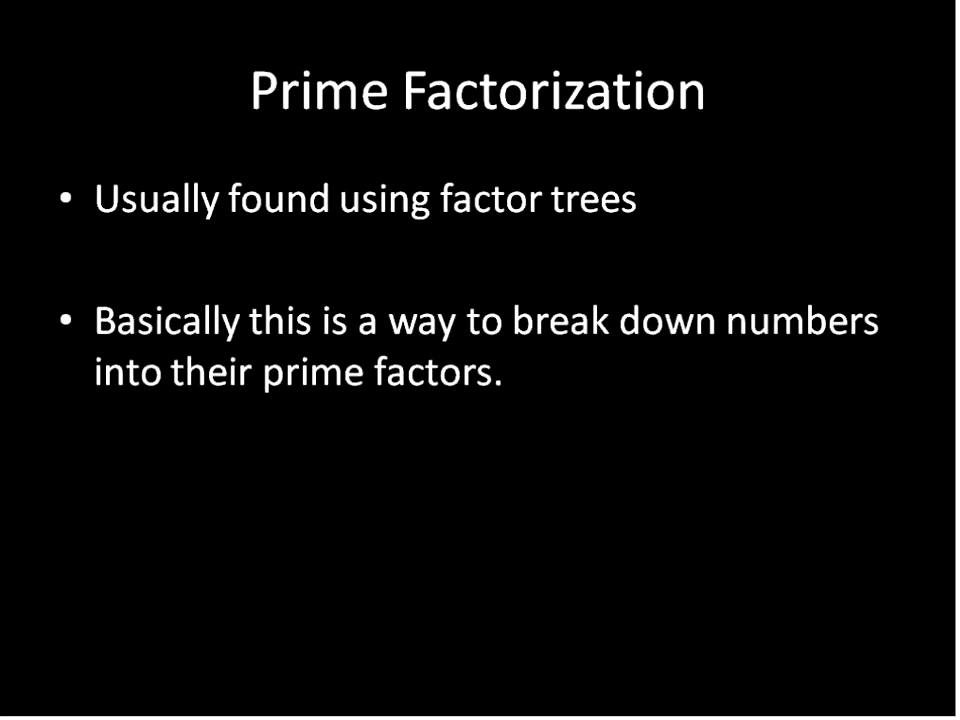 Prime Factorization
• Usually found using factor trees
• Basically this is a way to break down numbers
into their prime factors.